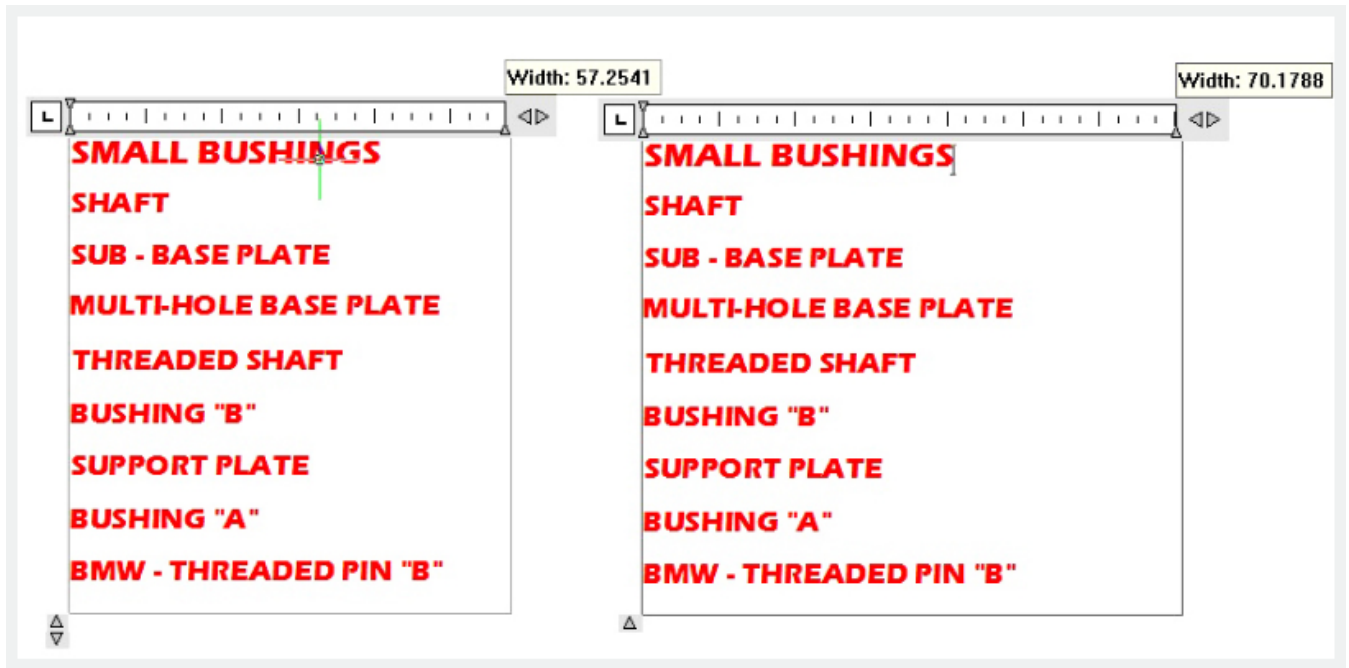 Width: 57.2541
SMALL BUSHINGS
SHAFT
SUB - BASE PLATE
MULTI-HOLE BASE PLATE
THREADED SHAFT
BUSHING "B"
SUPPORT PLATE
BUSHING "A"
BMW - THREADED PIN "B"
Width: 70.1788
SMALL BUSHINGS
SHAFT
SUB - BASE PLATE
MULTI-HOLE BASE PLATE
THREADED SHAFT
BUSHING "B"
SUPPORT PLATE
BUSHING "A"
BMW - THREADED PIN "B"